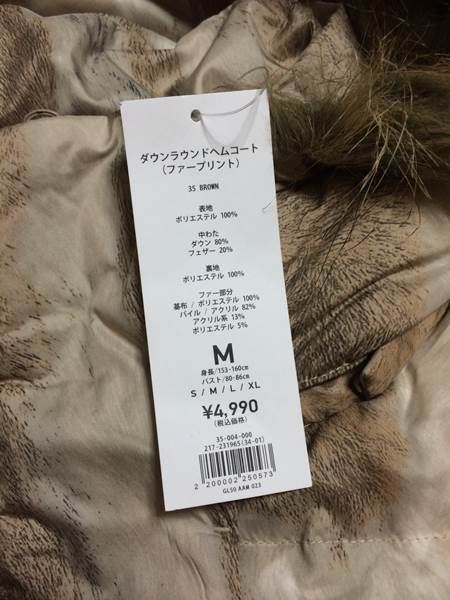 ダウンラウンドヘムコート
(ファープリント)
35 BROWN
表地
ポリエステル 100%
中わた
ダウン 80%
フェザー 20%
裏地
ポリエステル 100%
ファー部分
基布 / ポリエステル 100%
パイル / アクリル 82%
アクリル系 13%
ポリエステル 5%
M
身長/153-160cm
バスト/80-86cm
S / M / L / XL
¥4,990
(税込価格)
35-004-000
217-231965(34-01)
2 200002 250573
GLS0 AAM 023